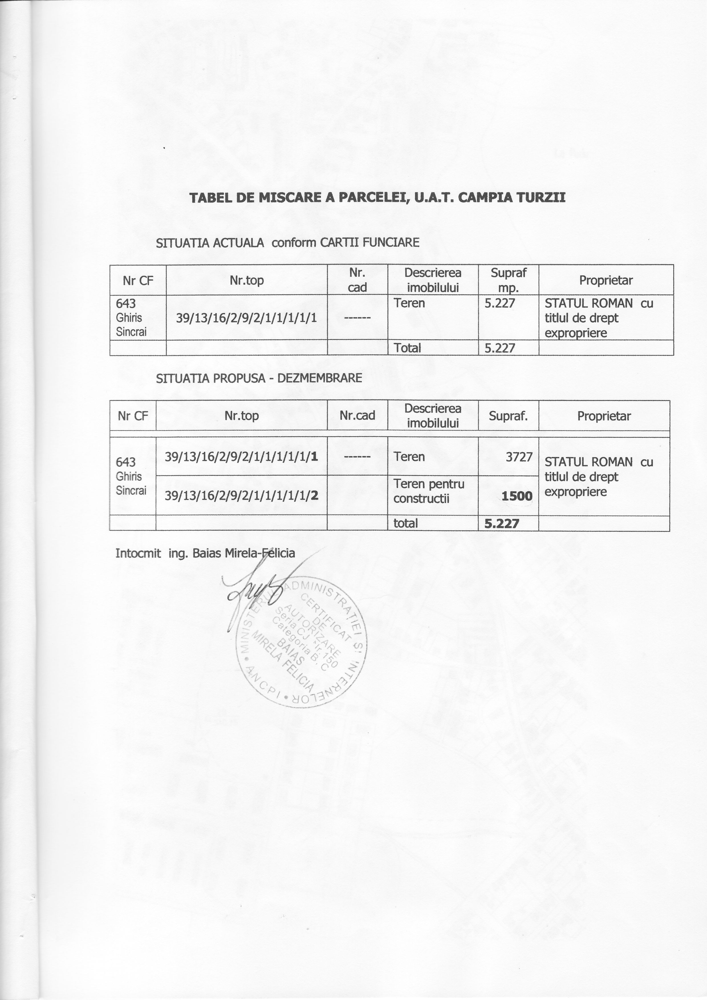 TABEL DE MISCARE A PARCELEI, U.A.T. CAMPIA TURZII
SITUATIA ACTUALA conform CARTII FUNCIARE
Nr CF Nr.top Nr. cad Descrierea imobilului Supraf mp. Proprietar
643 Ghiris Sincrai 39/13/16/2/9/2/1/1/1/1/1 ------ Teren 5.227 STATUL ROMAN cu titlul de drept expropriere
Total 5.227
SITUATIA PROPUSA - DEZMEMBRARE
Nr CF Nr.top Nr.cad Descrierea imobilului Supraf. Proprietar
643 Ghiris Sincrai 39/13/16/2/9/2/1/1/1/1/1/1 ------ Teren 3727 STATUL ROMAN cu titlul de drept expropriere
39/13/16/2/9/2/1/1/1/1/1/2 Teren pentru constructii 1500
total 5.227
Intocmit ing. Baias Mirela-Felicia
MINISTERUL ADMINISTRAŢIEI ŞI INTERNELOR • ANCPI •
CERTIFICAT
DE
AUTORIZARE
Seria CJ Nr. 150
Categoria B, C
BAIAS
MIRELA FELICIA